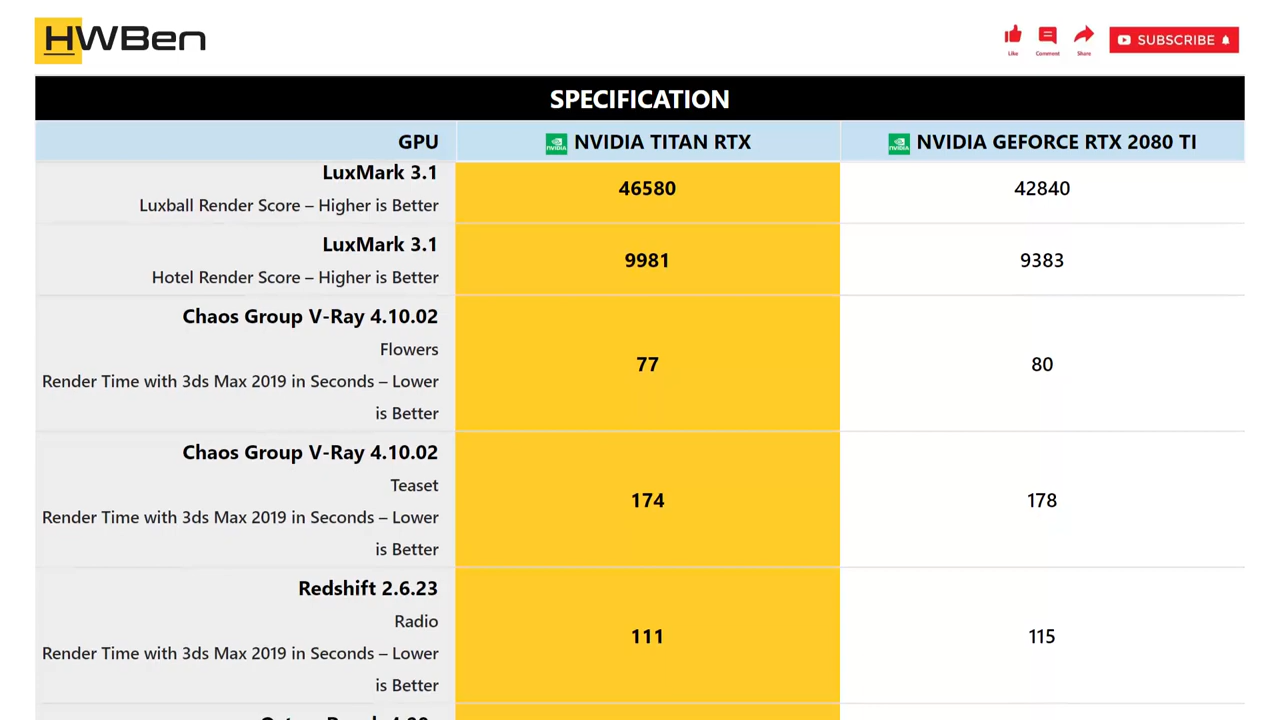 HWBen
Like
Comment
Share
SUBSCRIBE
SPECIFICATION
GPU
NVIDIA TITAN RTX
NVIDIA GEFORCE RTX 2080 TI
LuxMark 3.1
Luxball Render Score – Higher is Better
46580
42840
LuxMark 3.1
Hotel Render Score – Higher is Better
9981
9383
Chaos Group V-Ray 4.10.02
Flowers
Render Time with 3ds Max 2019 in Seconds – Lower
is Better
77
80
Chaos Group V-Ray 4.10.02
Teaset
Render Time with 3ds Max 2019 in Seconds – Lower
is Better
174
178
Redshift 2.6.23
Radio
Render Time with 3ds Max 2019 in Seconds – Lower
is Better
111
115